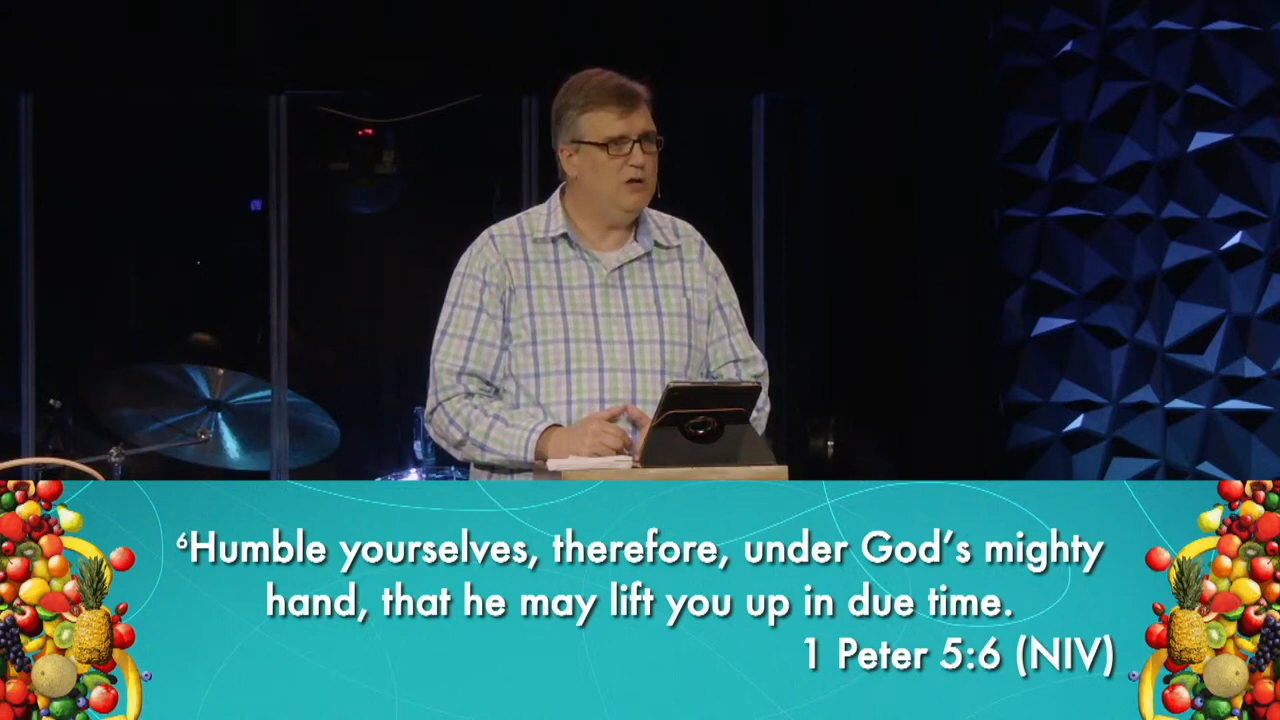 ⁶Humble yourselves, therefore, under God's mighty
hand, that he may lift you up in due time.
1 Peter 5:6 (NIV)